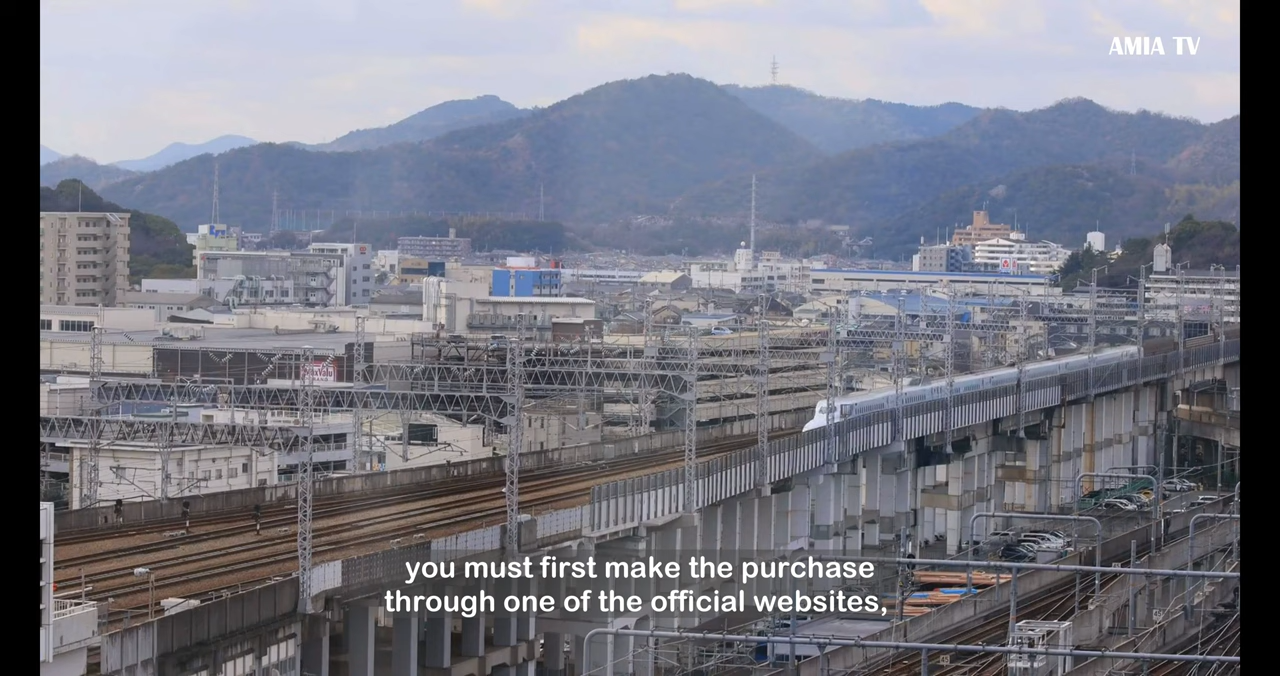 AMIA TV
you must first make the purchase
through one of the official websites,